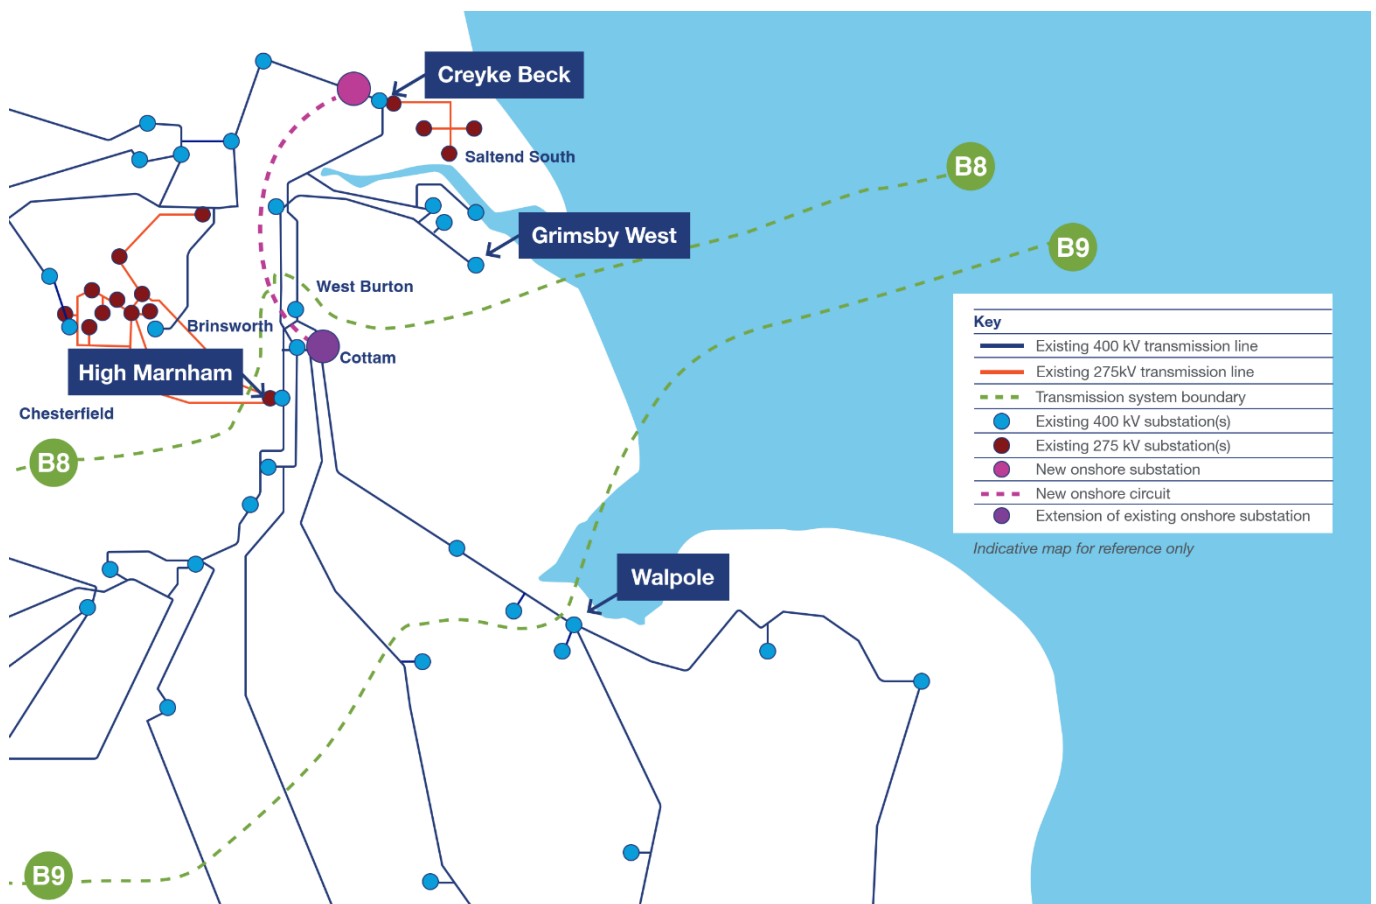 Creyke Beck
Saltend South
B8
Grimsby West
B9
West Burton
Brinsworth
Cottam
High Marnham
Chesterfield
B8
Key
Existing 400 kV transmission line
Existing 275kV transmission line
Transmission system boundary
Existing 400 kV substation(s)
Existing 275 kV substation(s)
New onshore substation
New onshore circuit
Extension of existing onshore substation
Indicative map for reference only
Walpole
B9